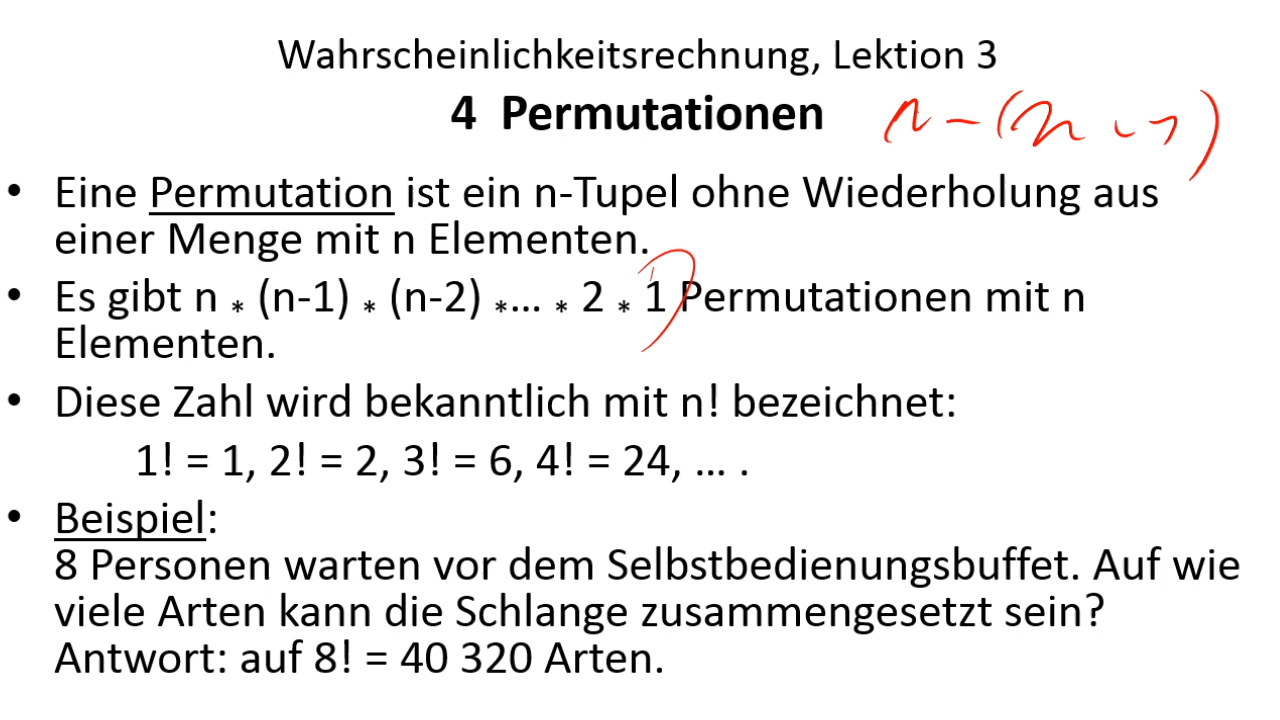 Wahrscheinlichkeitsrechnung, Lektion 3
4 Permutationen
n - (n - 1)
• Eine Permutation ist ein n-Tupel ohne Wiederholung aus
einer Menge mit n Elementen.
• Es gibt n * (n-1) * (n-2) *... * 2 * 1 Permutationen mit n
Elementen.
• Diese Zahl wird bekanntlich mit n! bezeichnet:
1! = 1, 2! = 2, 3! = 6, 4! = 24, ... .
• Beispiel:
8 Personen warten vor dem Selbstbedienungsbuffet. Auf wie
viele Arten kann die Schlange zusammengesetzt sein?
Antwort: auf 8! = 40 320 Arten.